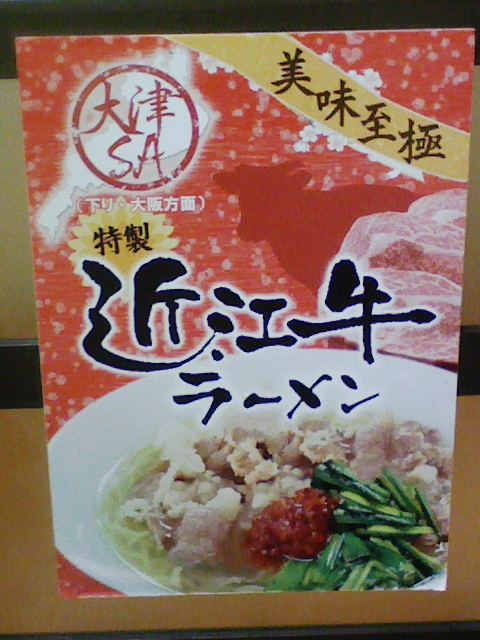 美味至極
大津
SA
(下り・大阪方面)
特製
近江牛
ラーメン